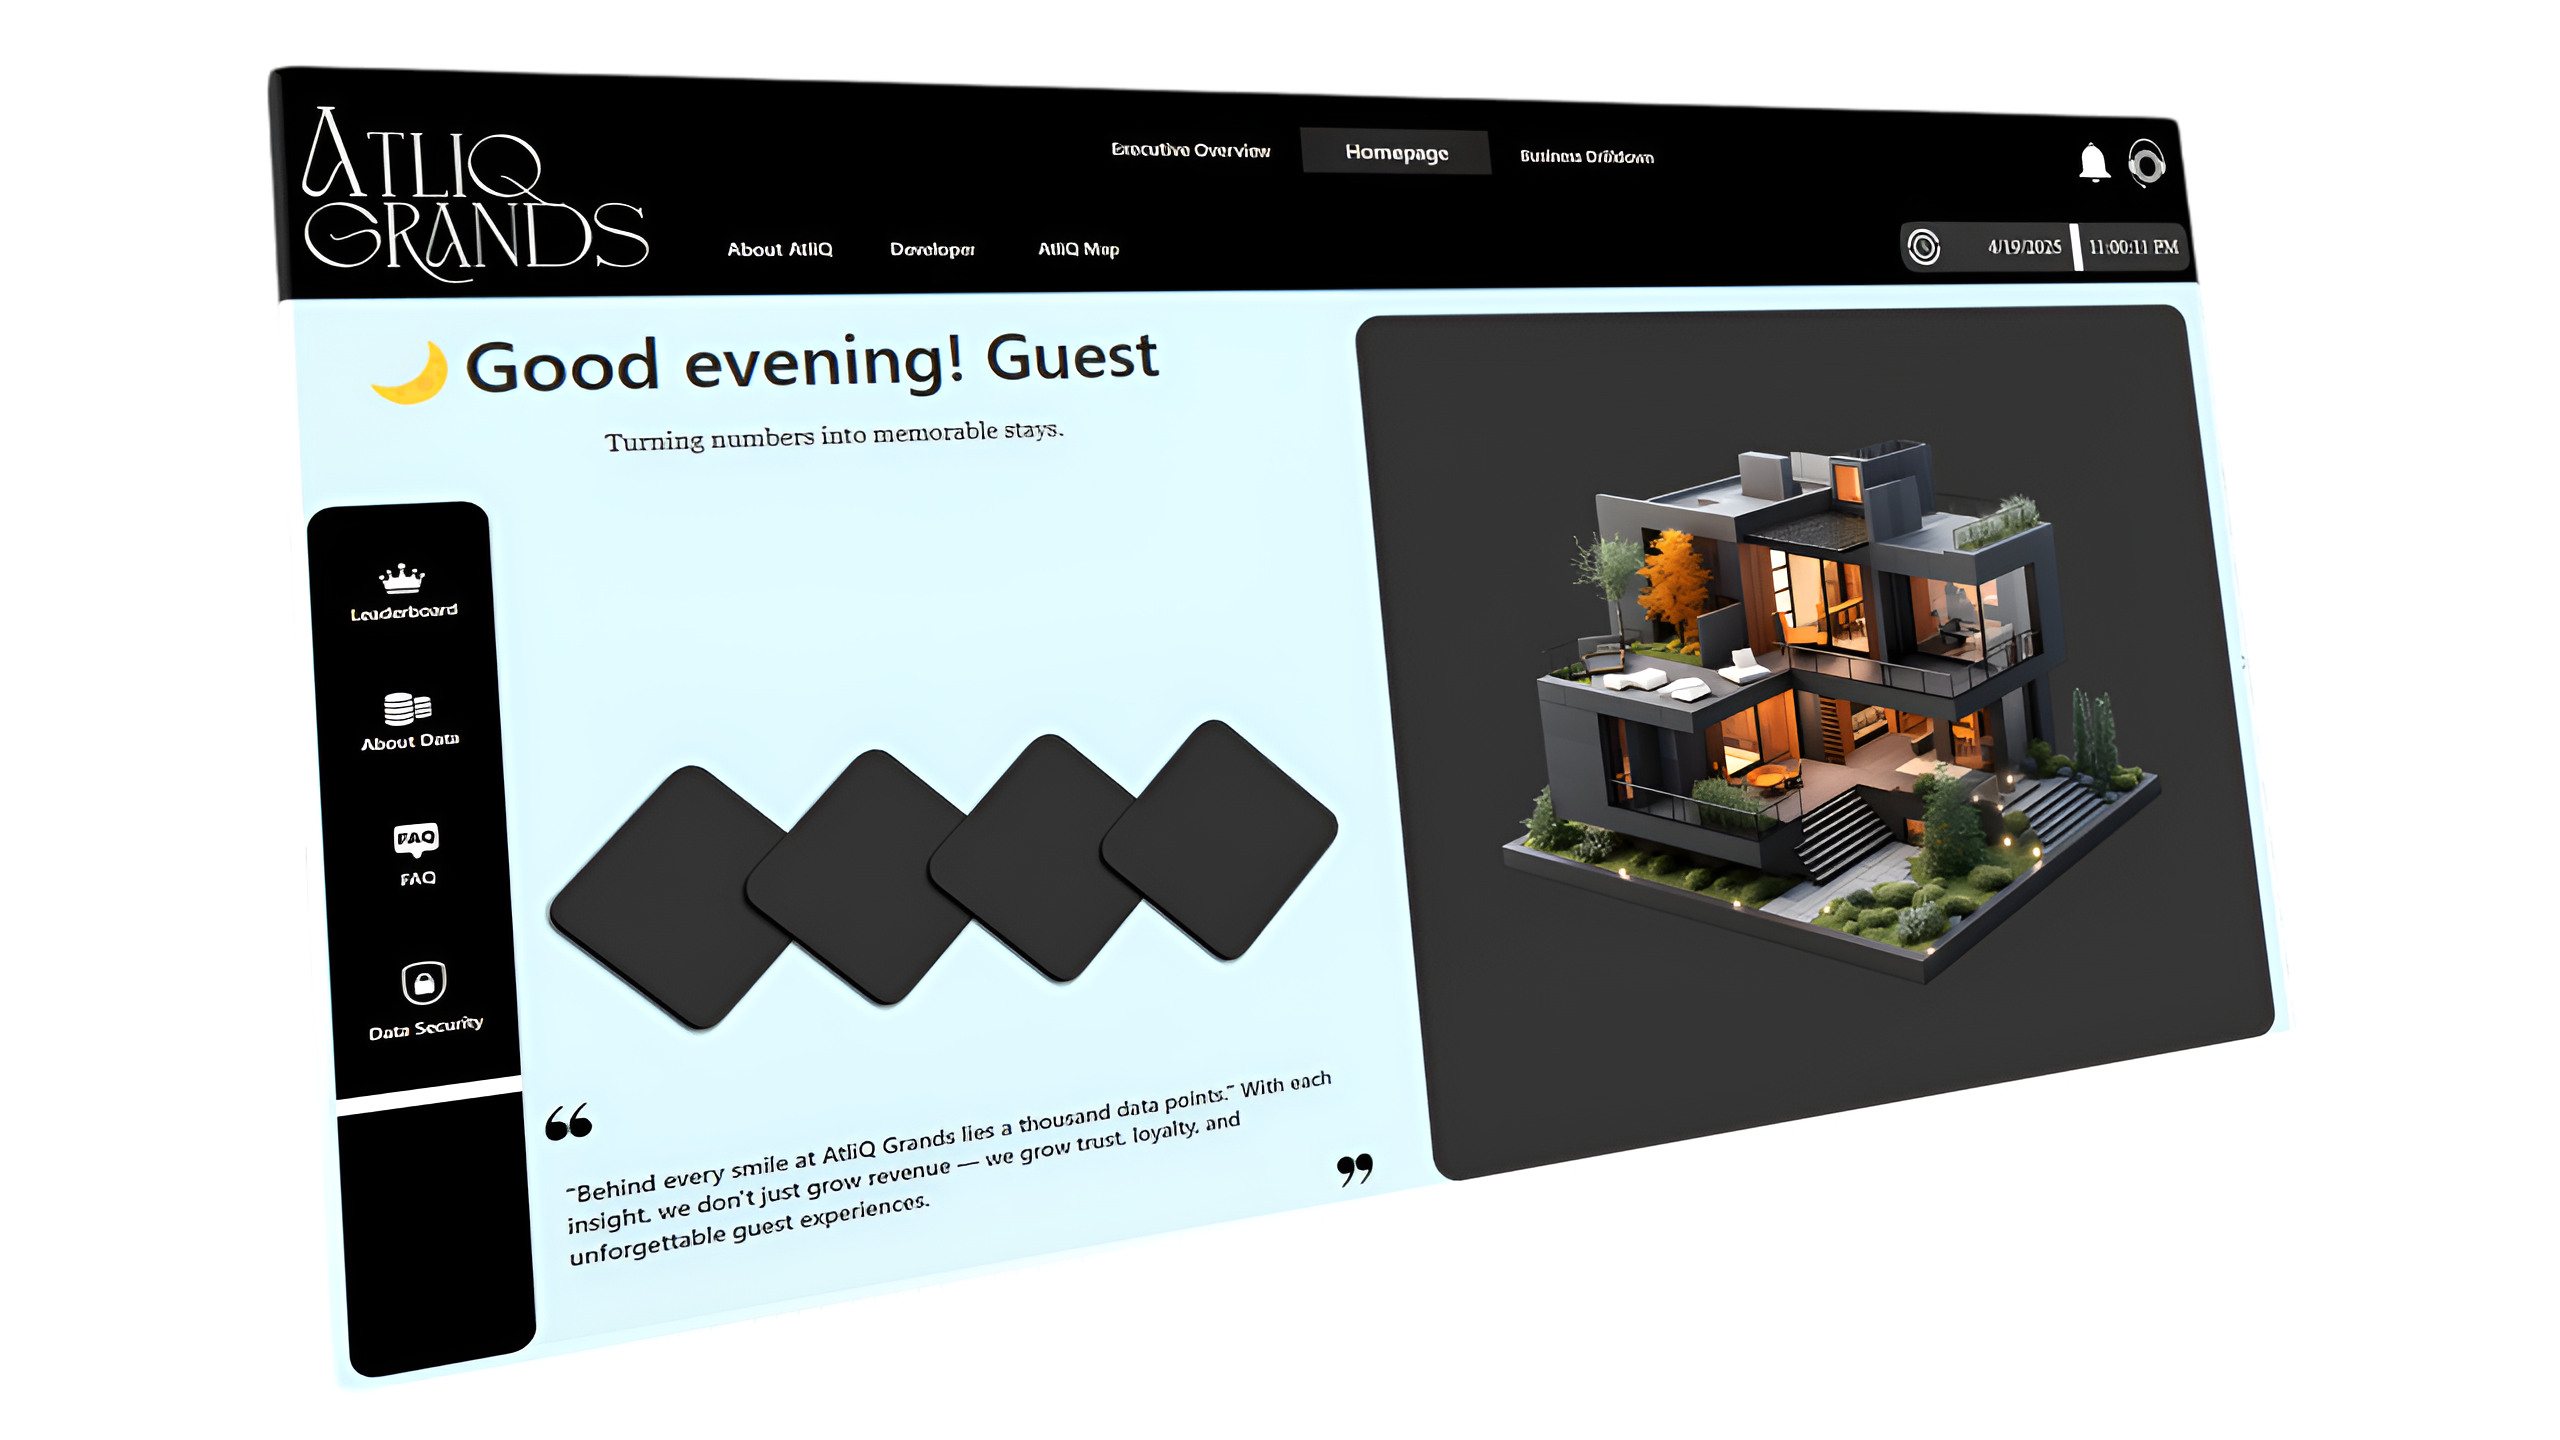 ATLIQ
GRANDS
Executive Overview
Homepage
Business Drilldown
About AtliQ
Developer
AtliQ Map
4/19/2025
11:00:11 PM
Good evening! Guest
Turning numbers into memorable stays.
Leaderboard
About Data
FAQ
FAQ
Data Security
“
"Behind every smile at AtliQ Grands lies a thousand data points." With each
insight, we don't just grow revenue — we grow trust, loyalty, and
unforgettable guest experiences.
”